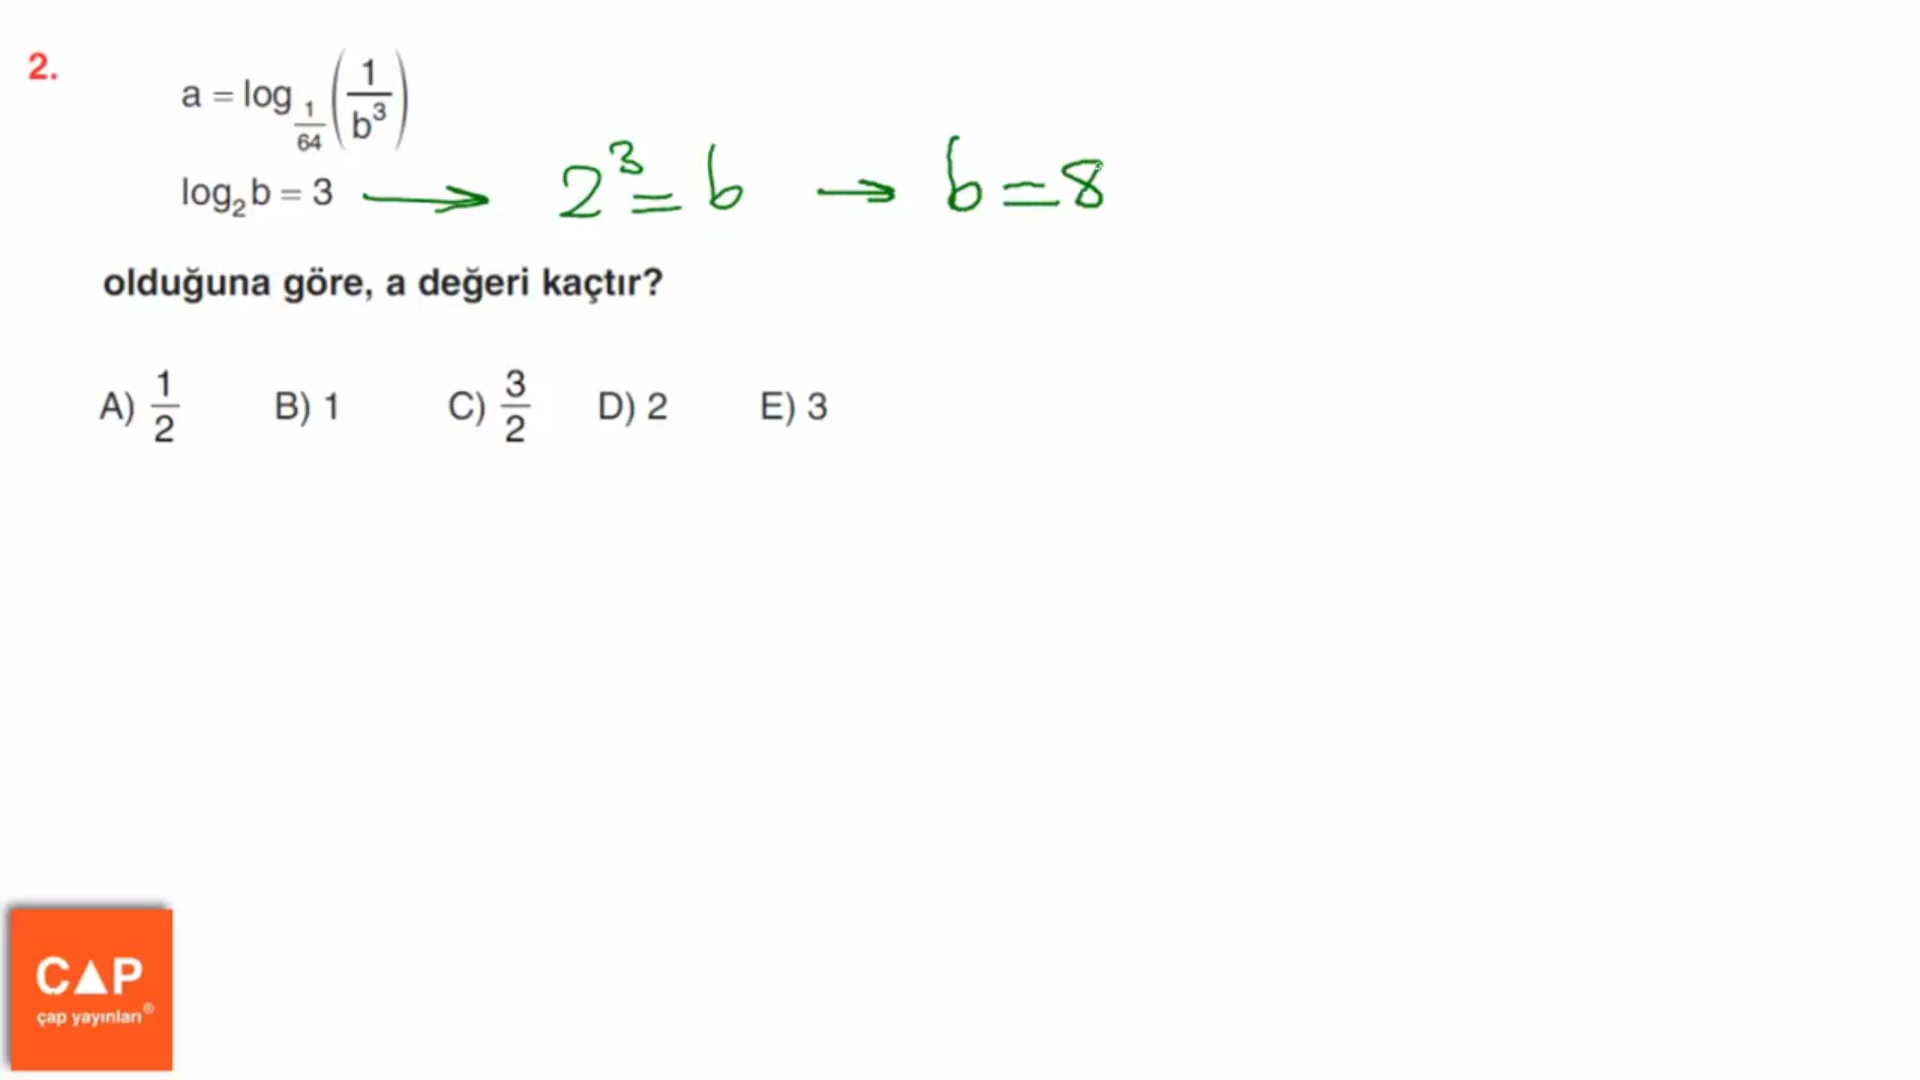 2.
a = log_{1/64}(1/b³)
log₂b = 3 → 2³ = b → b = 8
olduğuna göre, a değeri kaçtır?
A) 1/2 B) 1 C) 3/2 D) 2 E) 3
CAP
çap yayınları®